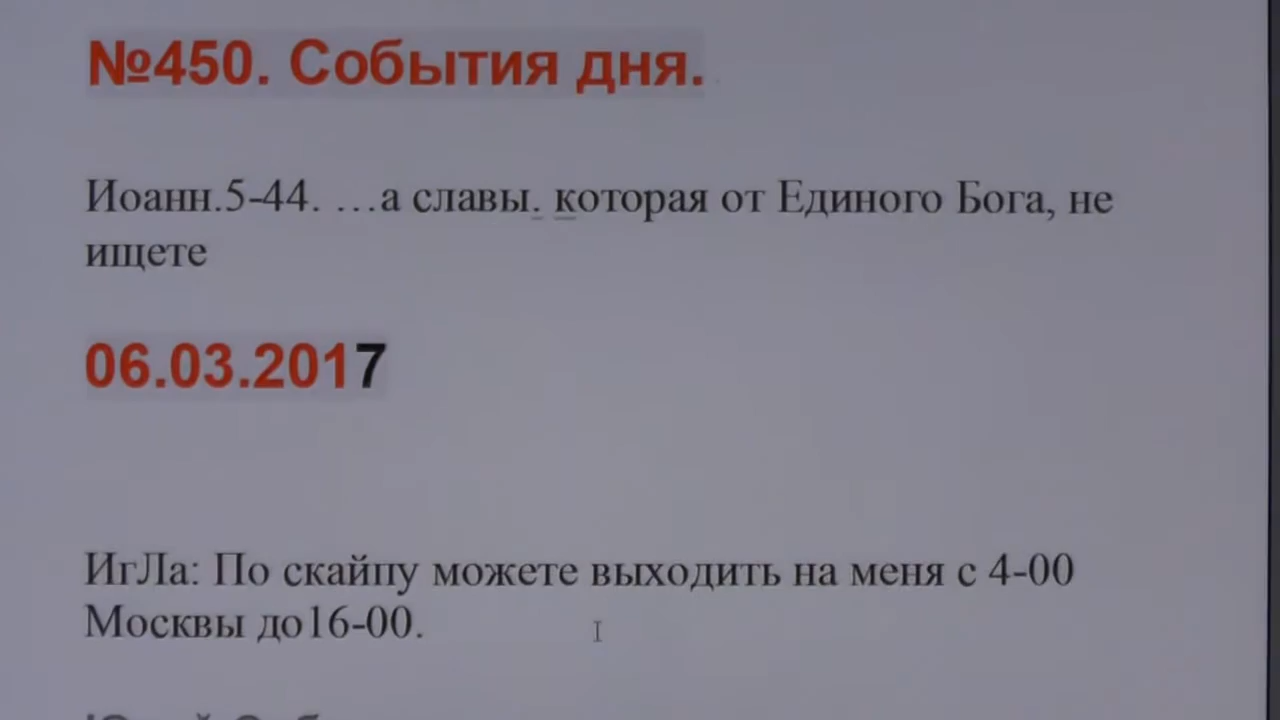 №450. События дня.
Иоанн.5-44. …а славы. которая от Единого Бога, не
ищете
06.03.2017
ИгЛа: По скайпу можете выходить на меня с 4-00
Москвы до16-00.